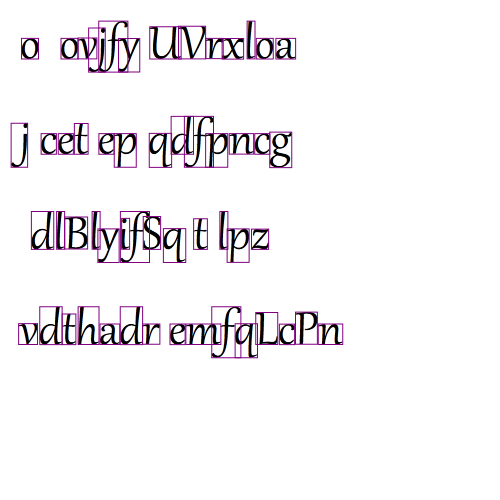 o ovjfy UVrxloa
j cet ep qdfpncg
dlBlyifSq t lpz
vdthadr emfqLcPn